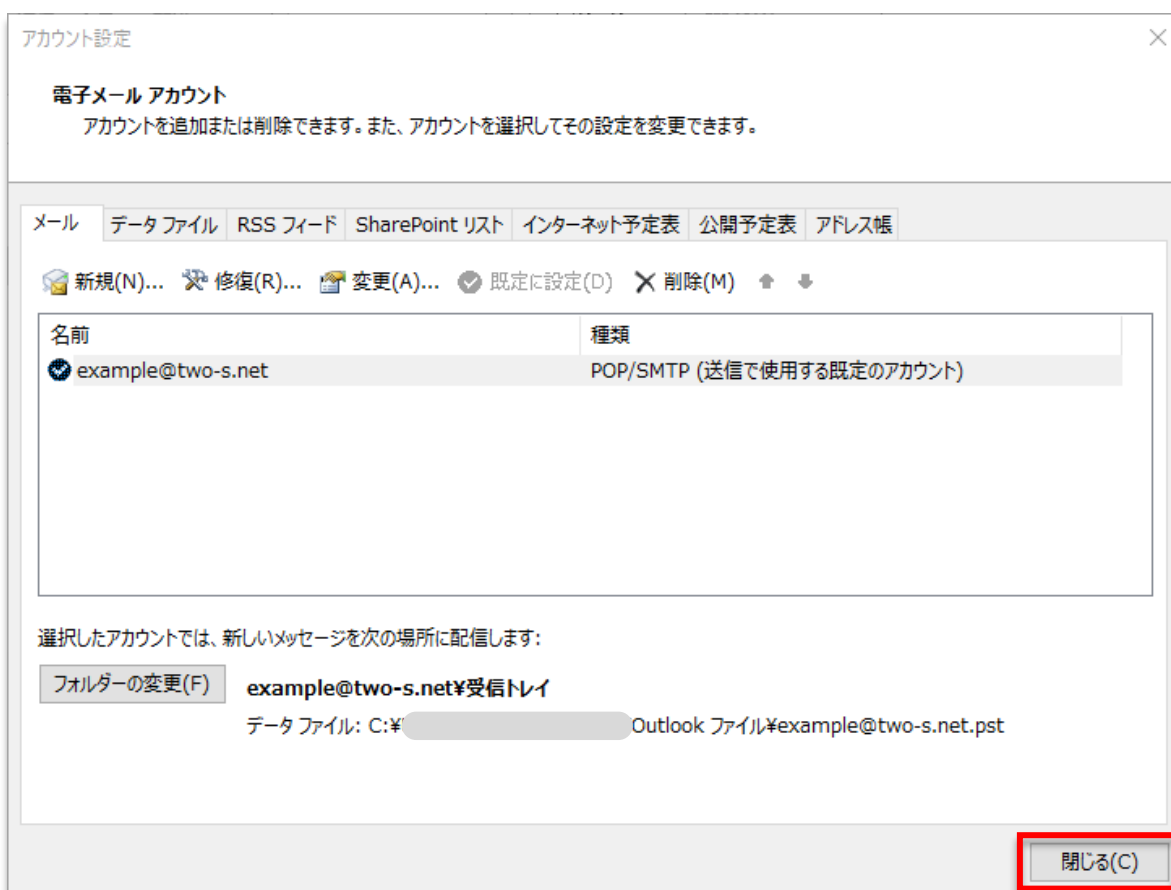 アカウント設定
電子メール アカウント
アカウントを追加または削除できます。また、アカウントを選択してその設定を変更できます。
メール データ ファイル RSS フィード SharePoint リスト インターネット予定表 公開予定表 アドレス帳
新規(N)... 修復(R)... 変更(A)... 既定に設定(D) 削除(M)
名前 種類
example@two-s.net POP/SMTP (送信で使用する既定のアカウント)
選択したアカウントでは、新しいメッセージを次の場所に配信します:
フォルダーの変更(F) example@two-s.net¥受信トレイ
データ ファイル: C:¥ Outlook ファイル¥example@two-s.net.pst
閉じる(C)